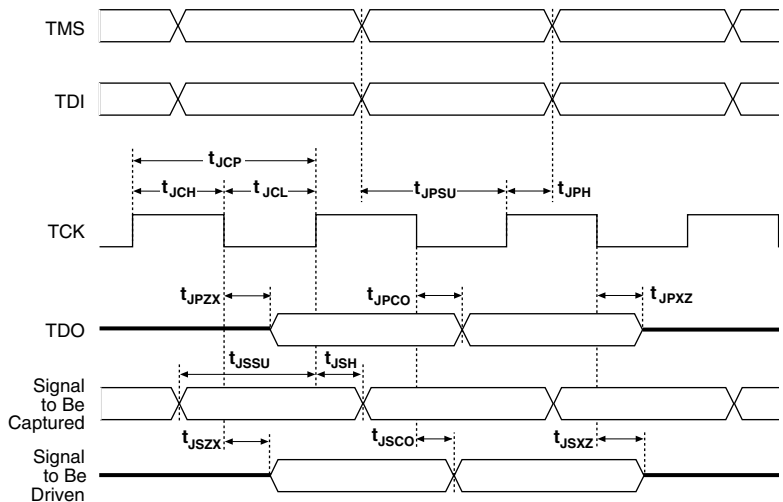 TMS
TDI
tJCP
tJCH
tJCL
tJPSU
tJPH
TCK
tJPZX
tJPCO
tJPXZ
TDO
tJSSU
tJSH
Signal
to Be
Captured
tJSZX
tJSCO
tJSXZ
Signal
to Be
Driven